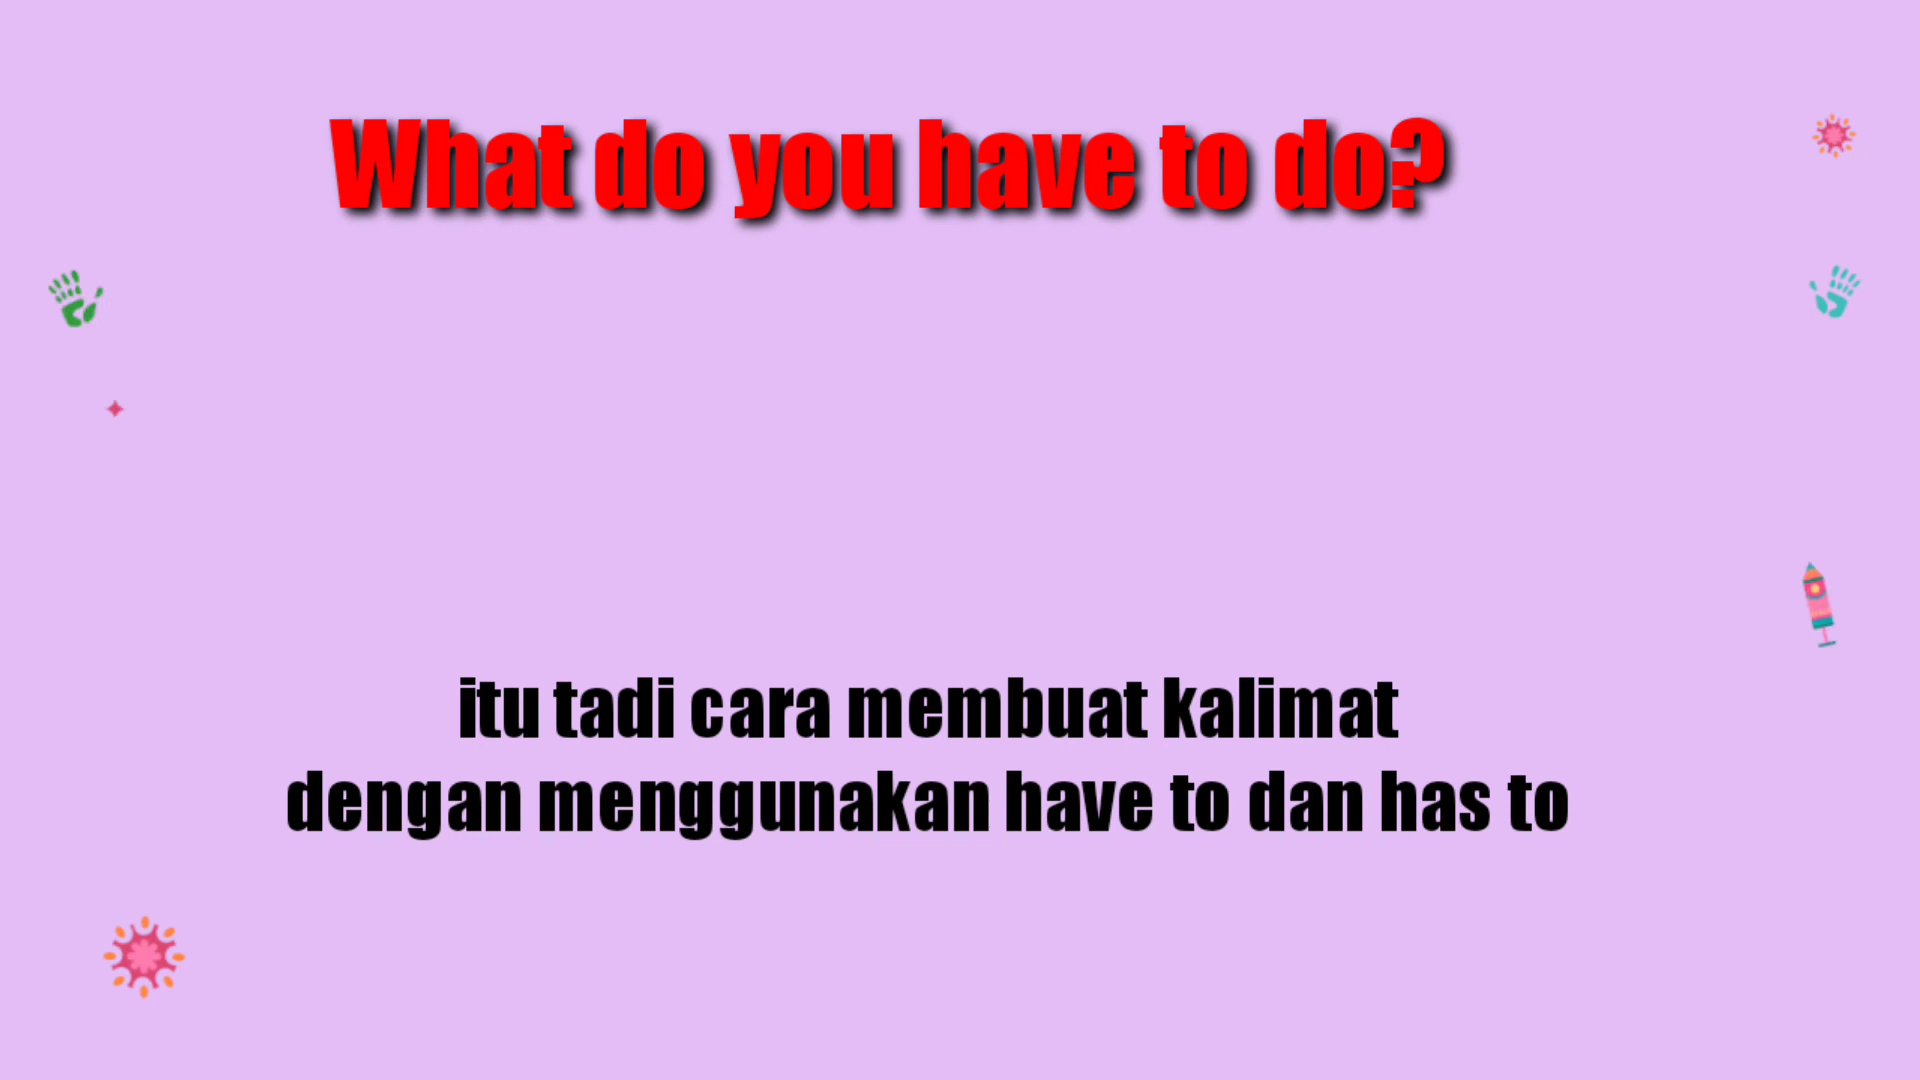 What do you have to do?
itu tadi cara membuat kalimat
dengan menggunakan have to dan has to